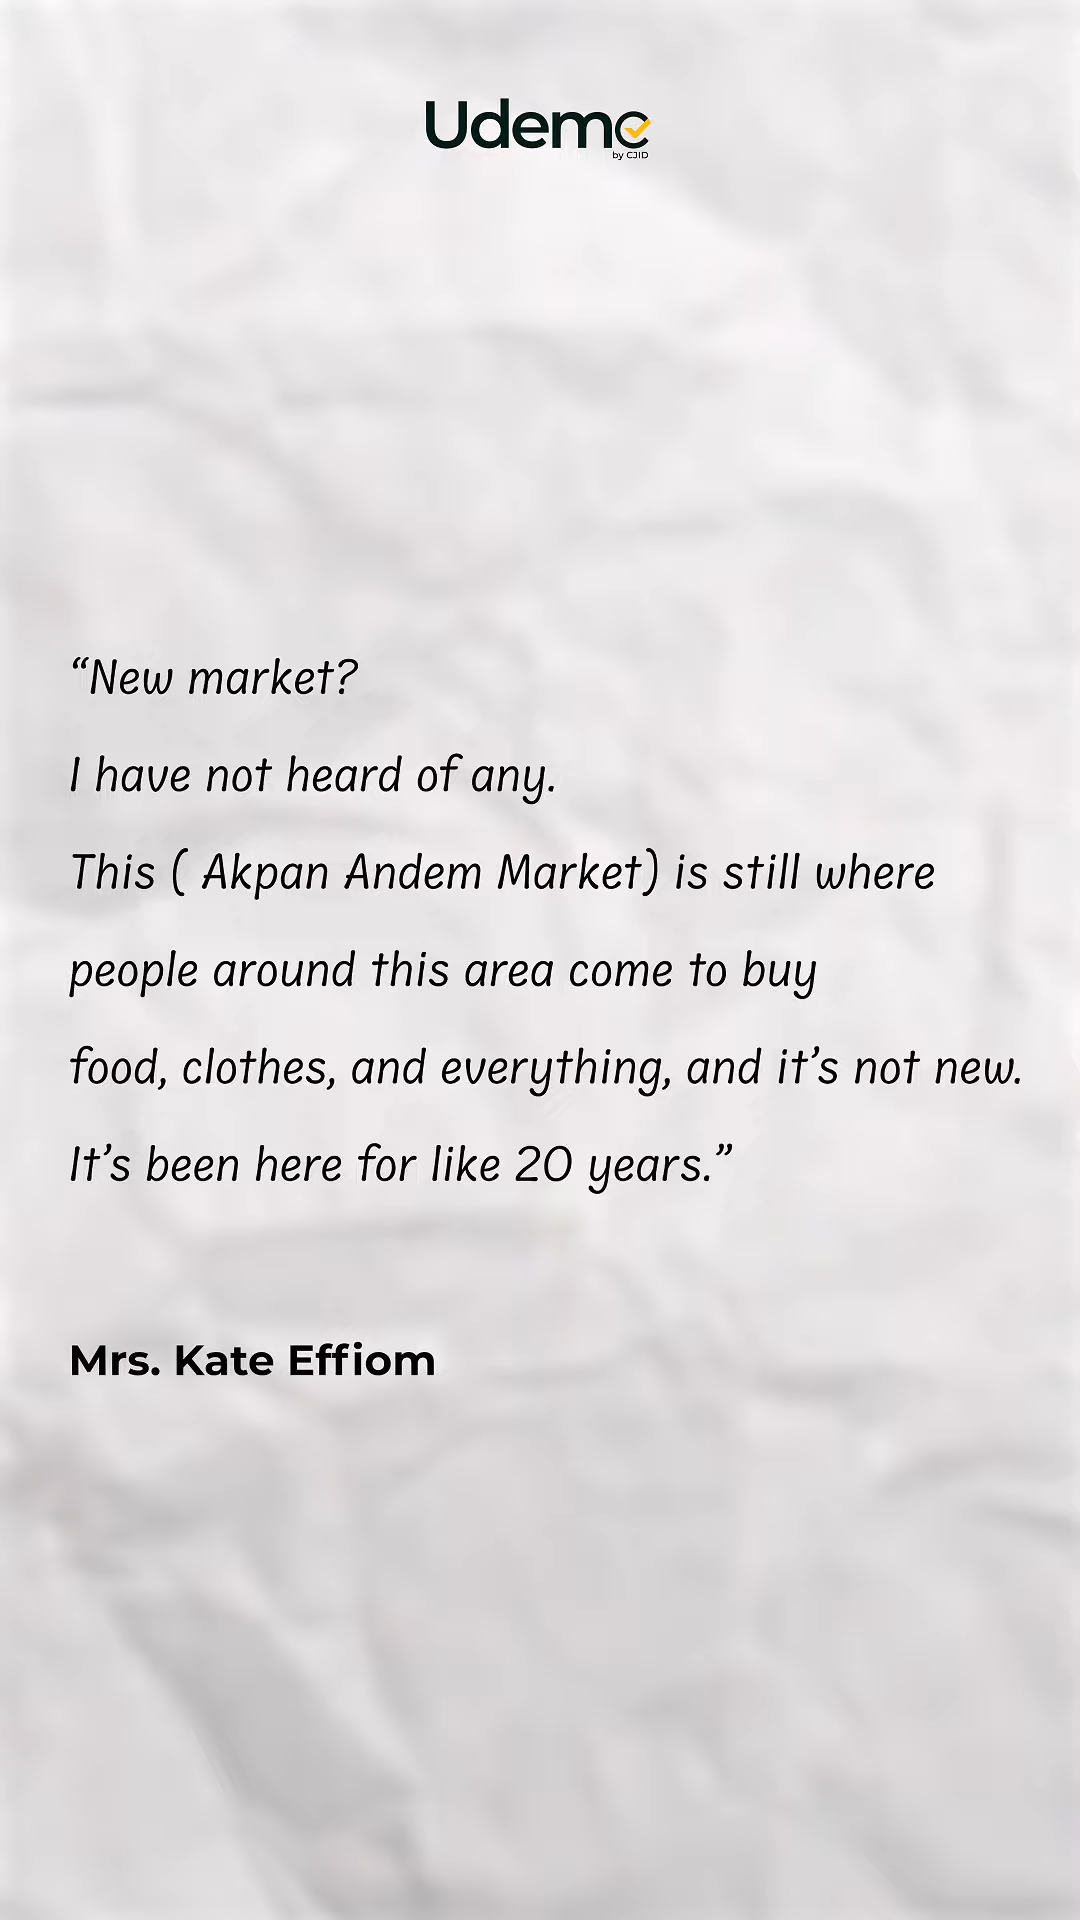 Udeme
by CJID
“New market?
I have not heard of any.
This ( Akpan Andem Market) is still where
people around this area come to buy
food, clothes, and everything, and it’s not new.
It’s been here for like 20 years.”
Mrs. Kate Effiom